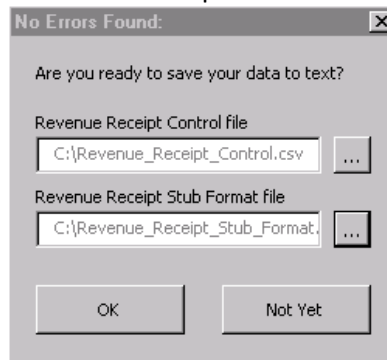 No Errors Found:
Are you ready to save your data to text?
Revenue Receipt Control file
C:\Revenue_Receipt_Control.csv ...
Revenue Receipt Stub Format file
C:\Revenue_Receipt_Stub_Format. ...
OK Not Yet